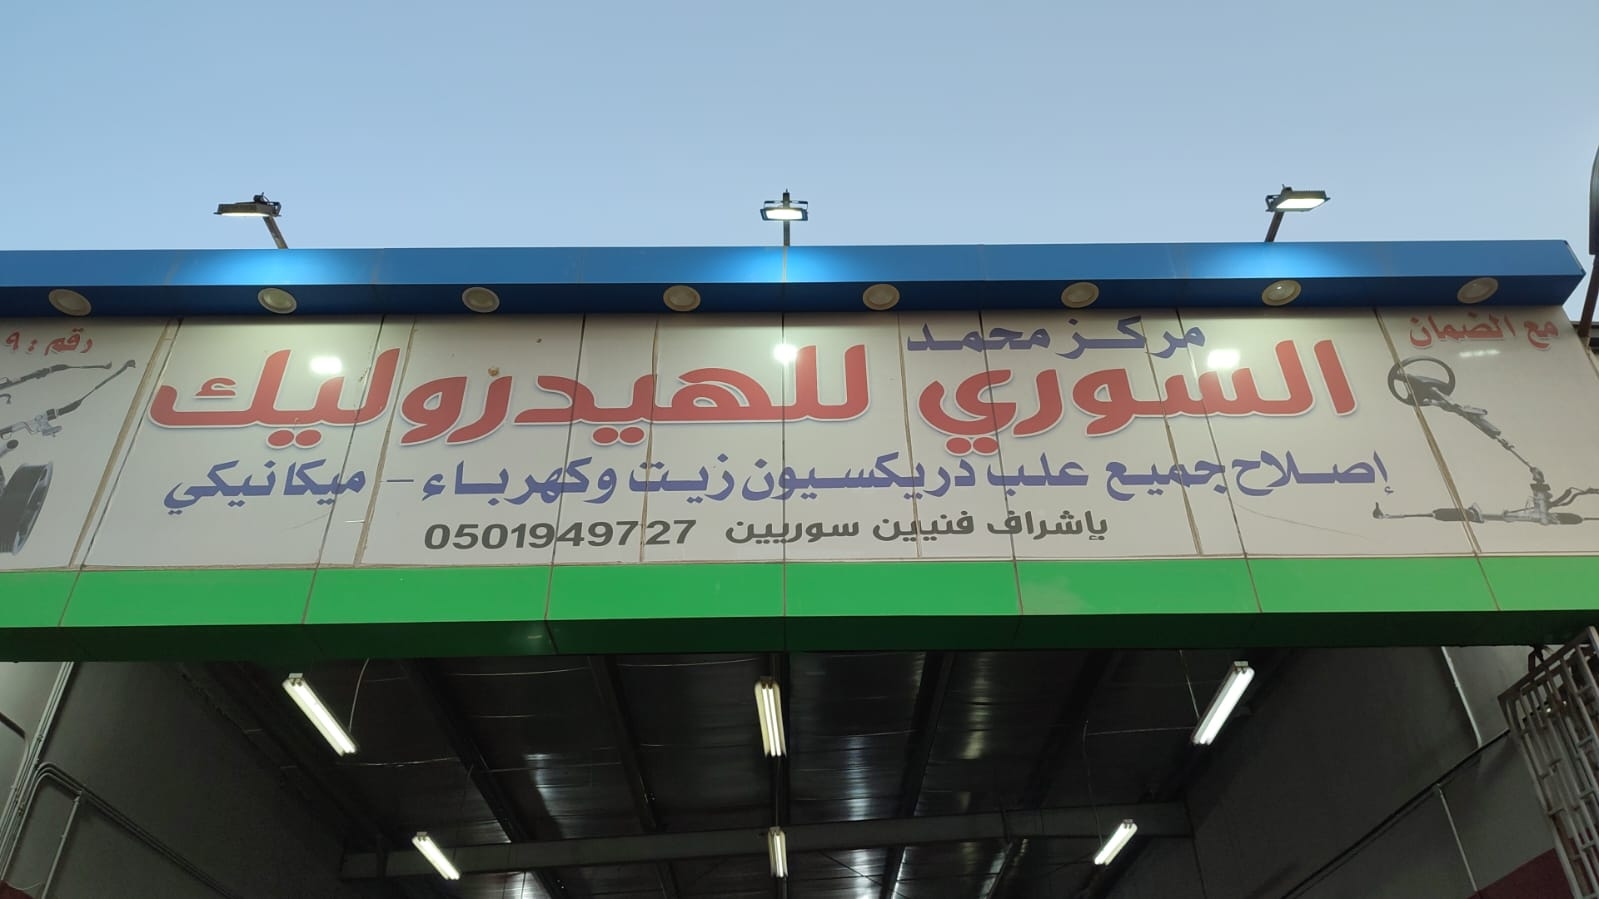 مركز محمد
السوري للهيدروليك
إصلاح جميع علب دريكسيون زيت وكهرباء - ميكانيكي
بإشراف فنيين سوريين 0501949727
مع الضمان
رقم : ٩